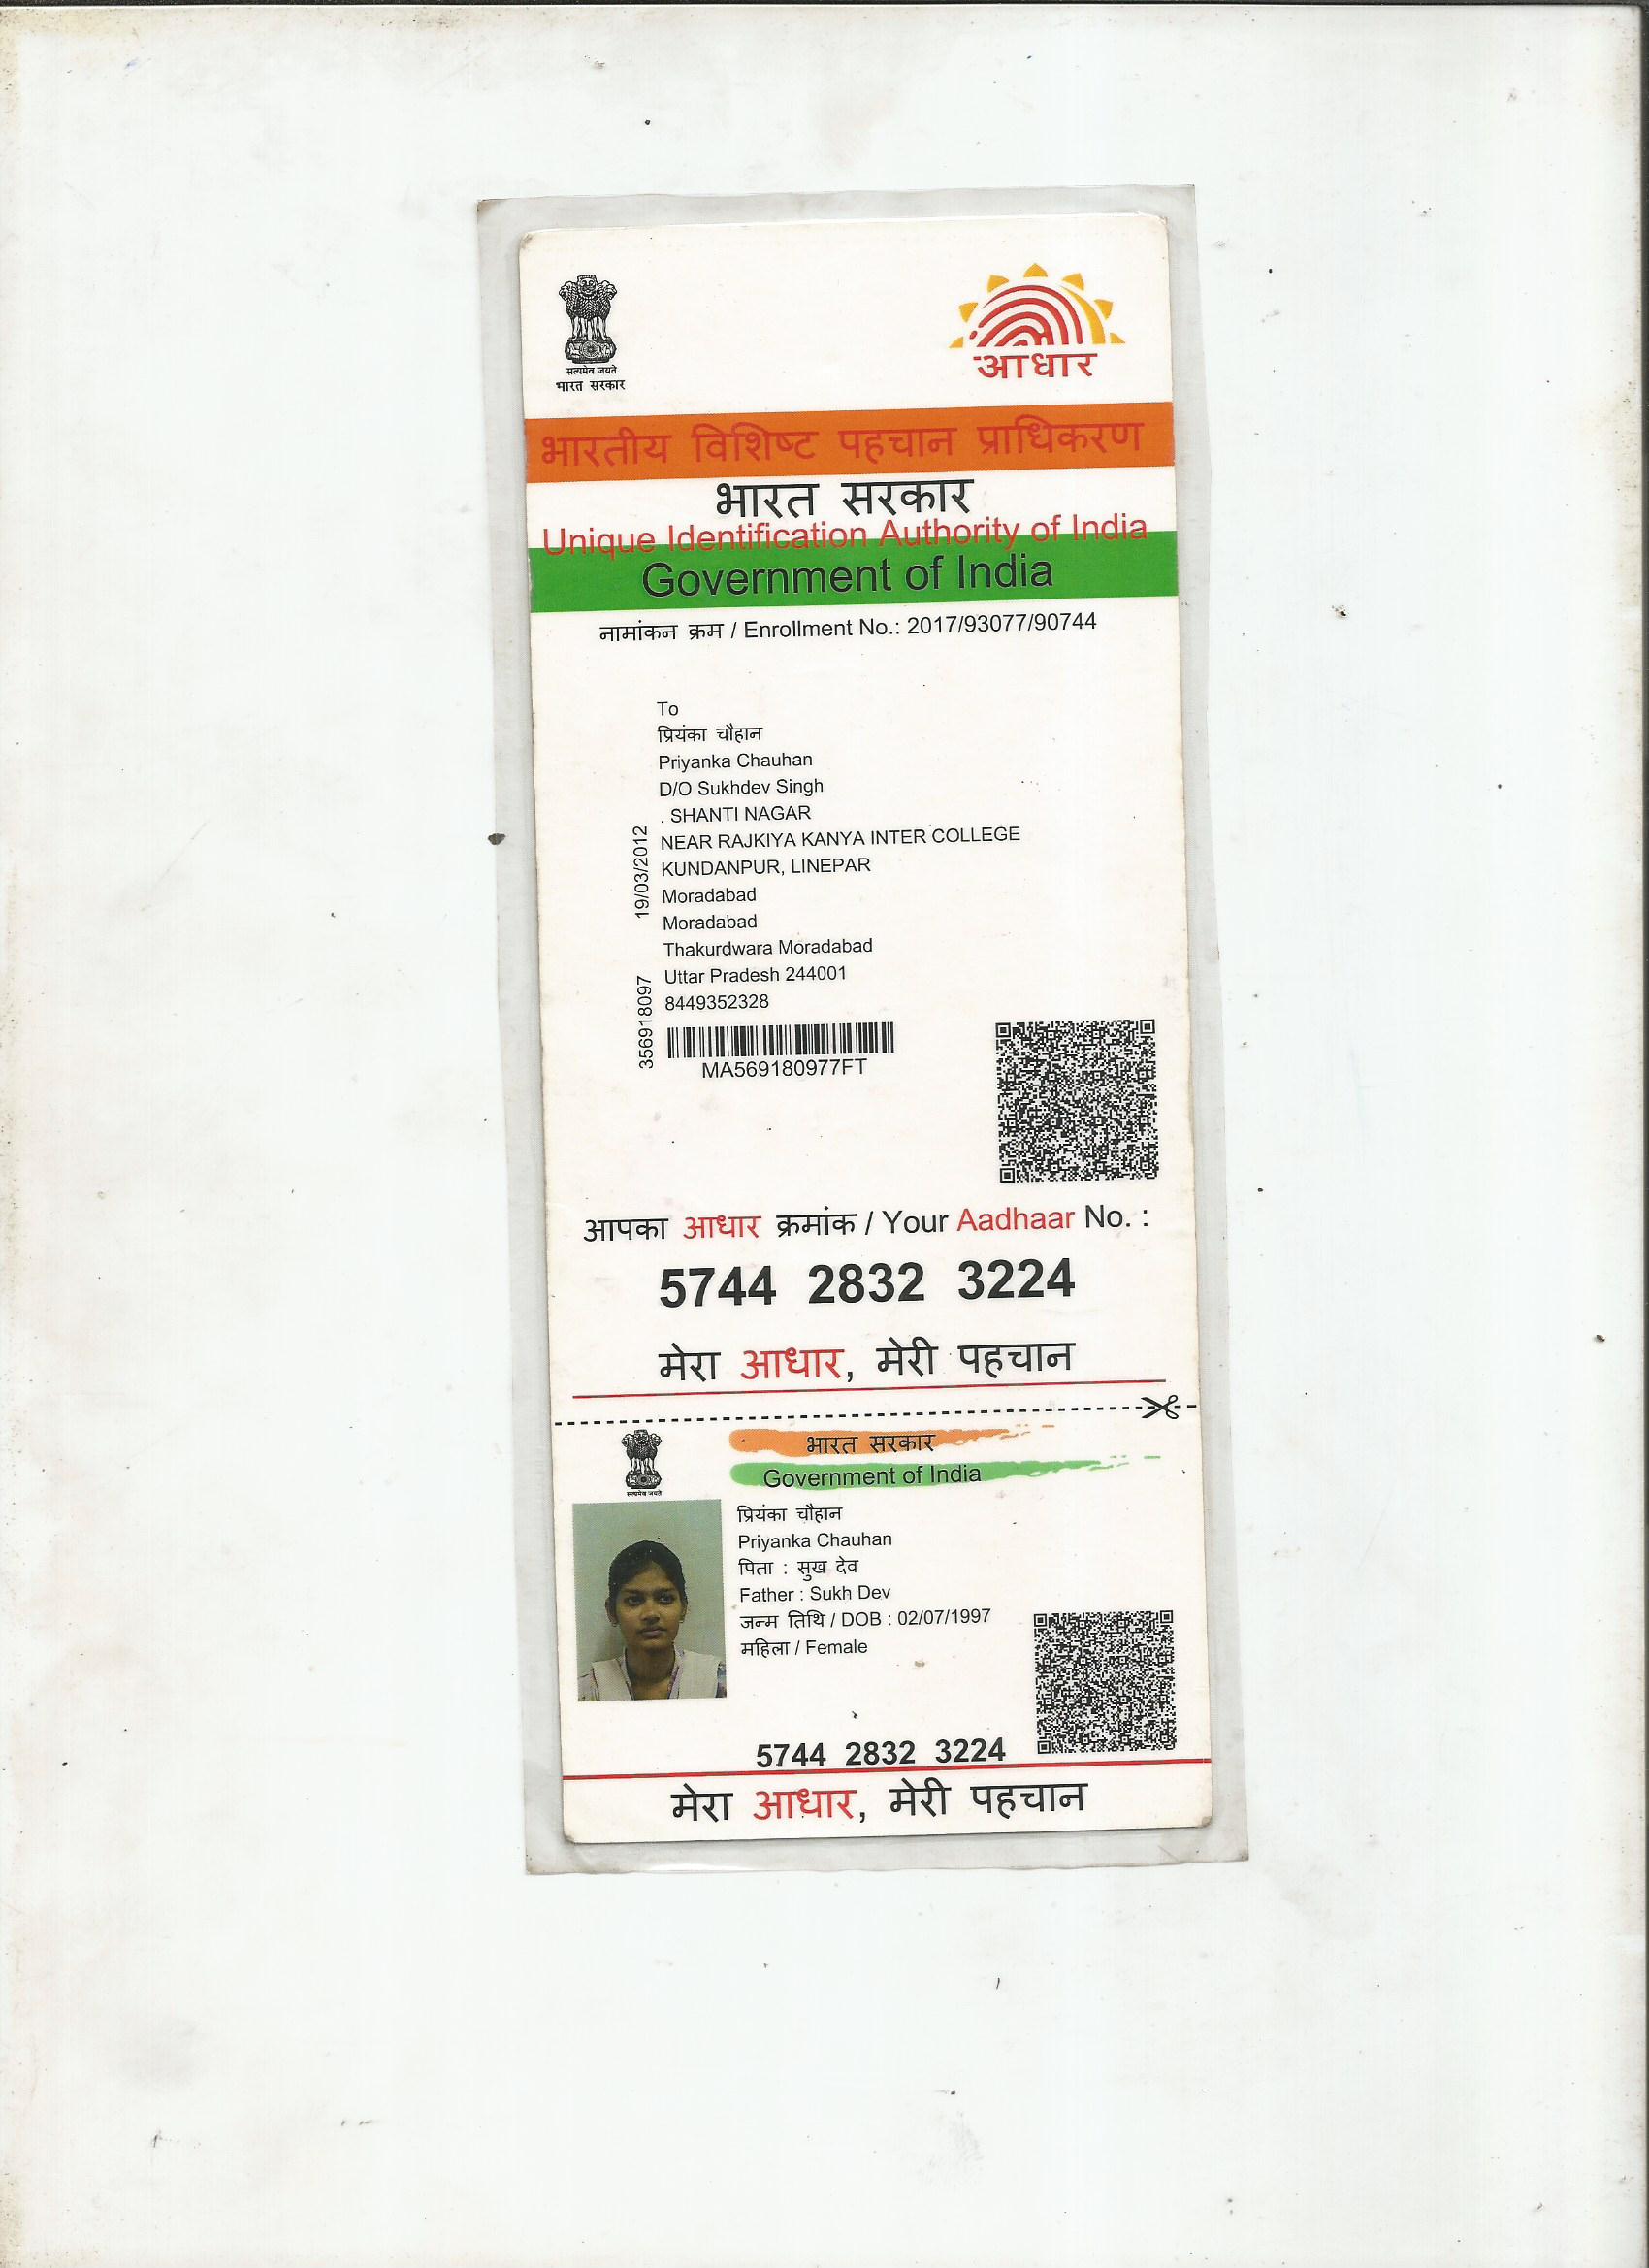 सत्यमेव जयते
भारत सरकार
आधार
भारतीय विशिष्ट पहचान प्राधिकरण
भारत सरकार
Unique Identification Authority of India
Government of India
नामांकन क्रम / Enrollment No.: 2017/93077/90744
To
प्रियंका चौहान
Priyanka Chauhan
D/O Sukhdev Singh
. SHANTI NAGAR
NEAR RAJKIYA KANYA INTER COLLEGE
KUNDANPUR, LINEPAR
Moradabad
Moradabad
Thakurdwara Moradabad
Uttar Pradesh 244001
8449352328
19/03/2012
356918097
MA569180977FT
आपका आधार क्रमांक / Your Aadhaar No. :
5744 2832 3224
मेरा आधार, मेरी पहचान
सत्यमेव जयते
भारत सरकार
Government of India
प्रियंका चौहान
Priyanka Chauhan
पिता : सुख देव
Father : Sukh Dev
जन्म तिथि / DOB : 02/07/1997
महिला / Female
5744 2832 3224
मेरा आधार, मेरी पहचान